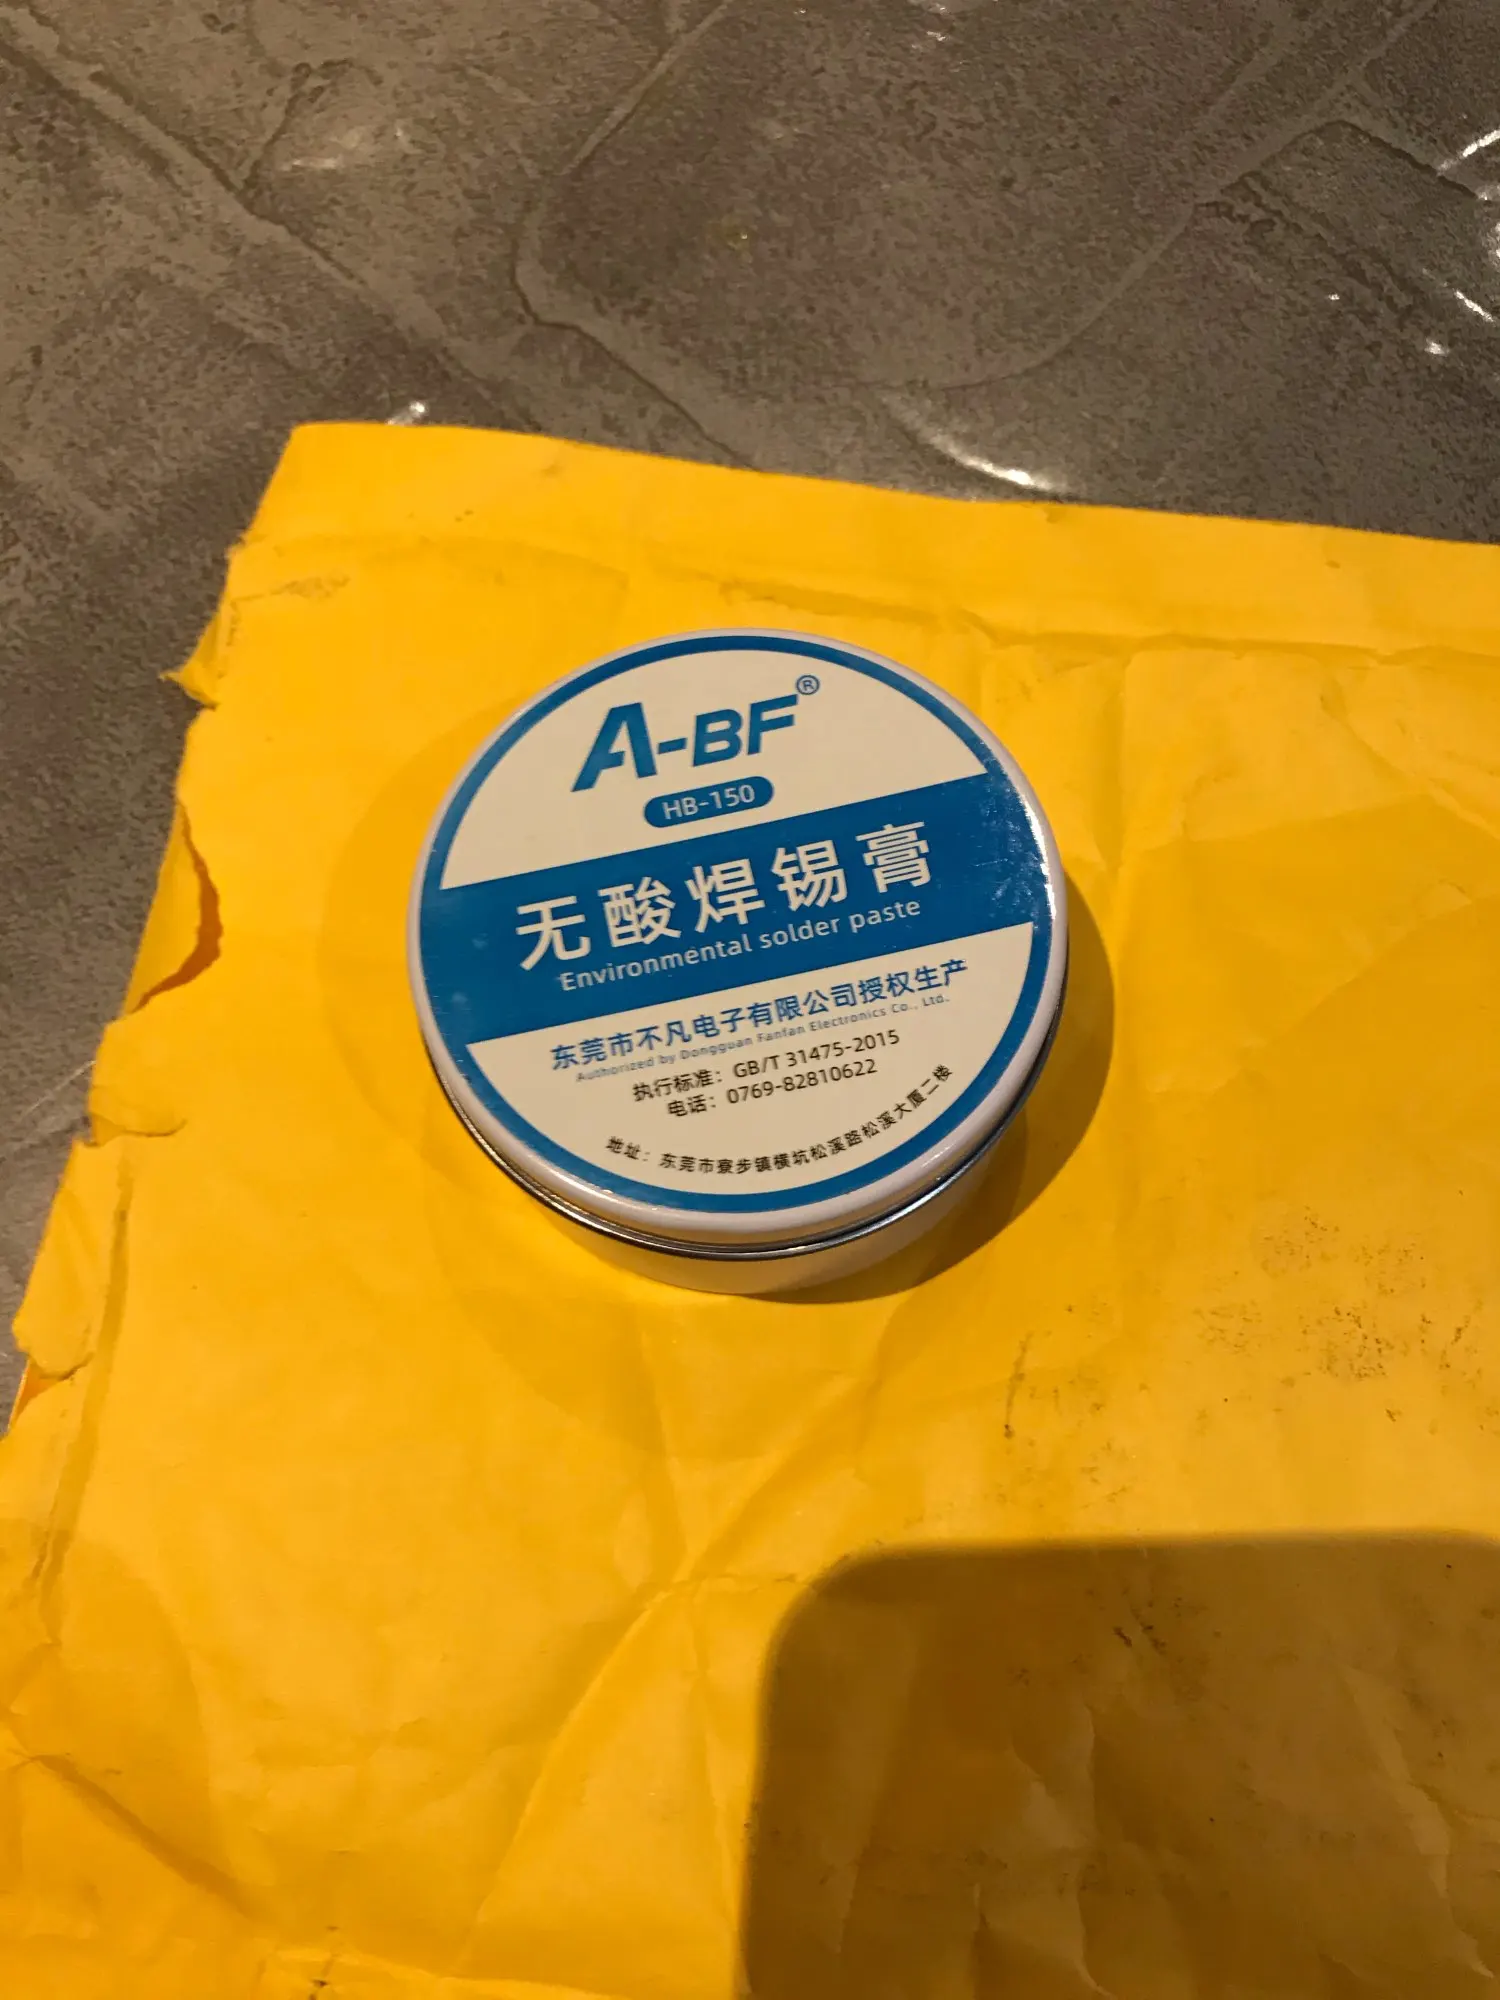 A-BF®
HB-150
无酸焊锡膏
Environmental solder paste
东莞市不凡电子有限公司授权生产
Authorized by Dongguan Fanfan Electronics Co., Ltd.
执行标准：GB/T 31475-2015
电话：0769-82810622
地址：东莞市寮步镇横坑松溪路松溪大厦二楼